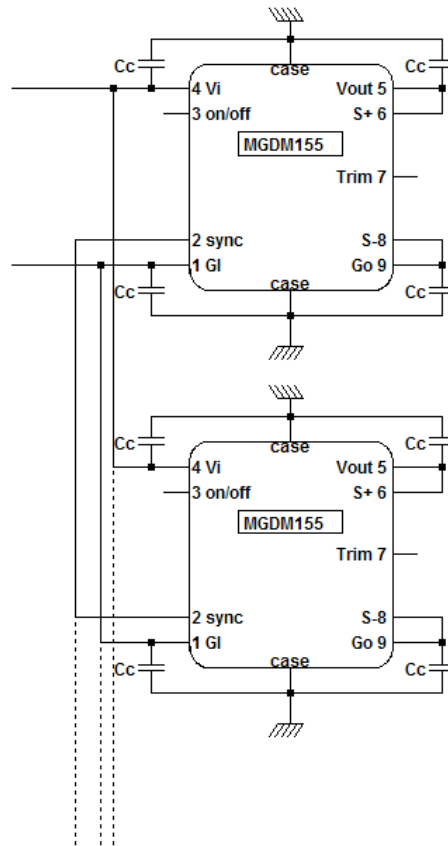 case
Cc
Cc
4 Vi
Vout 5
3 on/off
S+ 6
MGDM155
Trim 7
2 sync
S-8
1 GI
Go 9
Cc
Cc
case
case
Cc
Cc
4 Vi
Vout 5
3 on/off
S+ 6
MGDM155
Trim 7
2 sync
S-8
1 GI
Go 9
Cc
Cc
case